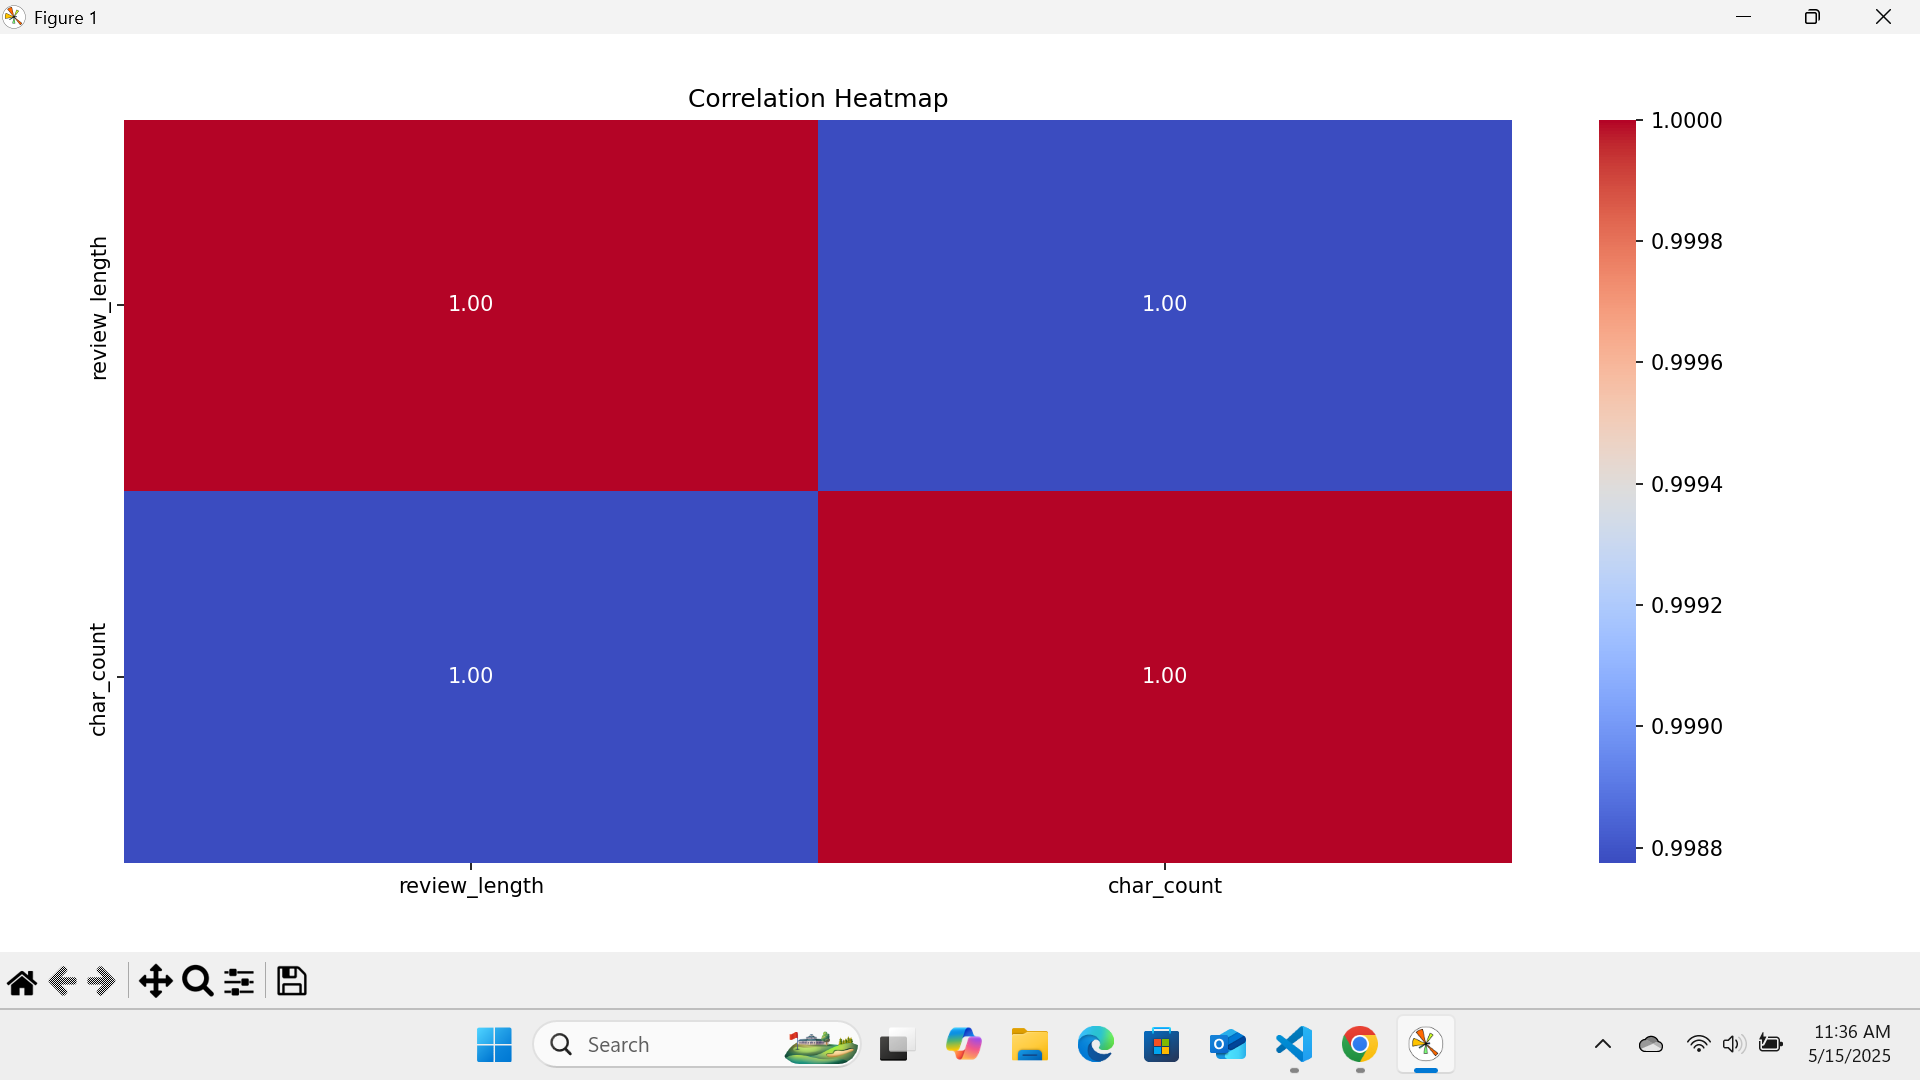 Figure 1
Correlation Heatmap
review_length
char_count
1.00
1.00
1.00
1.00
review_length
char_count
1.0000
0.9998
0.9996
0.9994
0.9992
0.9990
0.9988
Search
11:36 AM
5/15/2025